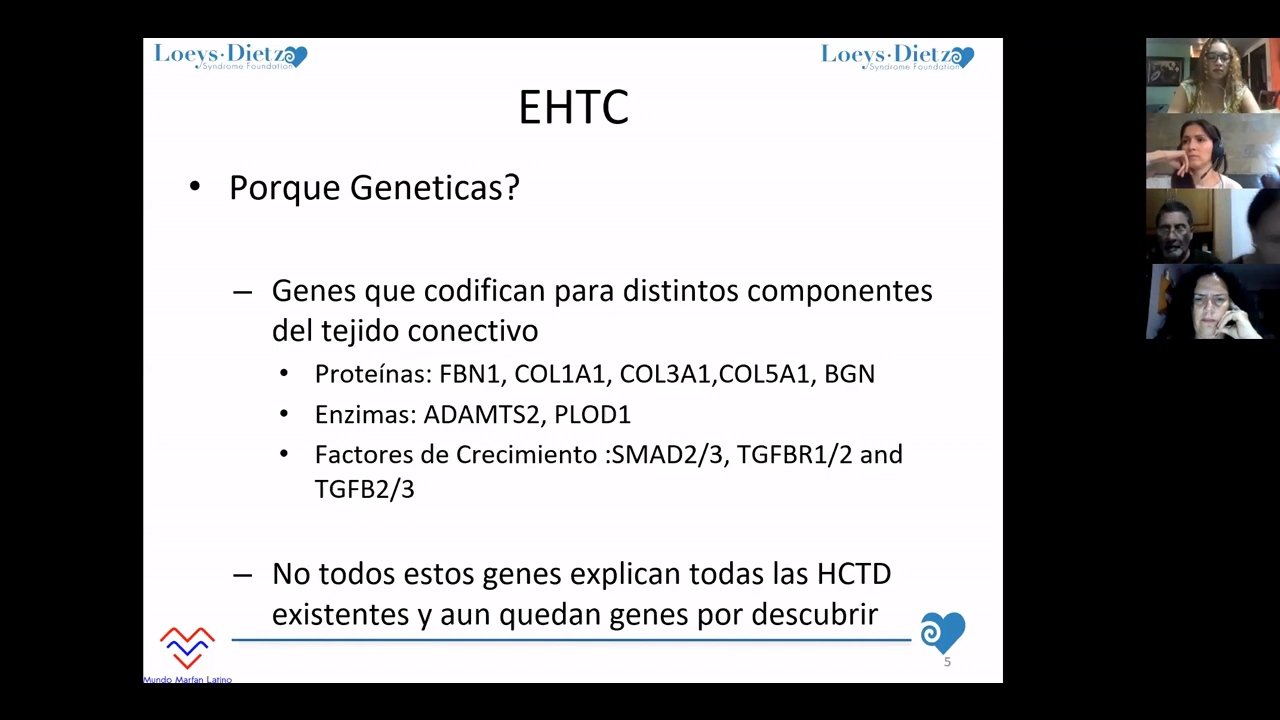 Loeys·Dietz
Syndrome Foundation
Loeys·Dietz
Syndrome Foundation
EHTC
• Porque Geneticas?
– Genes que codifican para distintos componentes
del tejido conectivo
• Proteínas: FBN1, COL1A1, COL3A1,COL5A1, BGN
• Enzimas: ADAMTS2, PLOD1
• Factores de Crecimiento :SMAD2/3, TGFBR1/2 and
TGFB2/3
– No todos estos genes explican todas las HCTD
existentes y aun quedan genes por descubrir
5
Mundo Marfan Latino